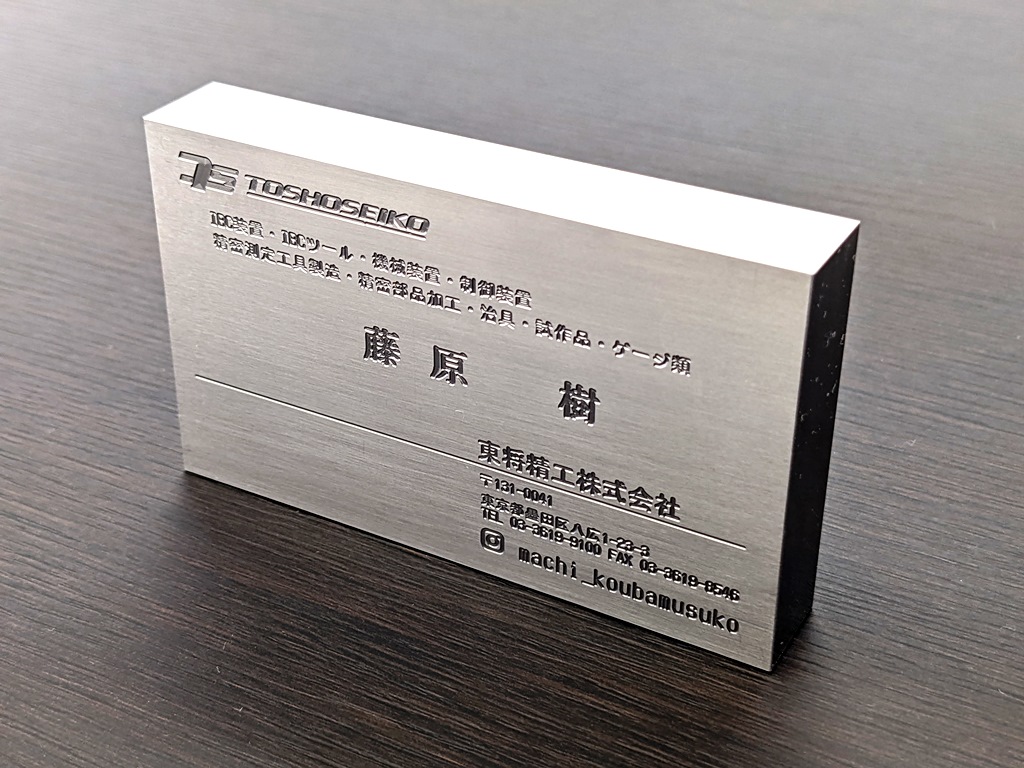 TS TOSHOSEIKO
IBC装置・IBCツール・機械装置・制御装置
精密測定工具製造・精密部品加工・治具・試作品・ゲージ類
藤原 樹
東将精工株式会社
〒131-0041
東京都墨田区八広1-23-3
TEL 03-3619-9100 FAX 03-3619-8546
machi_koubamusuko